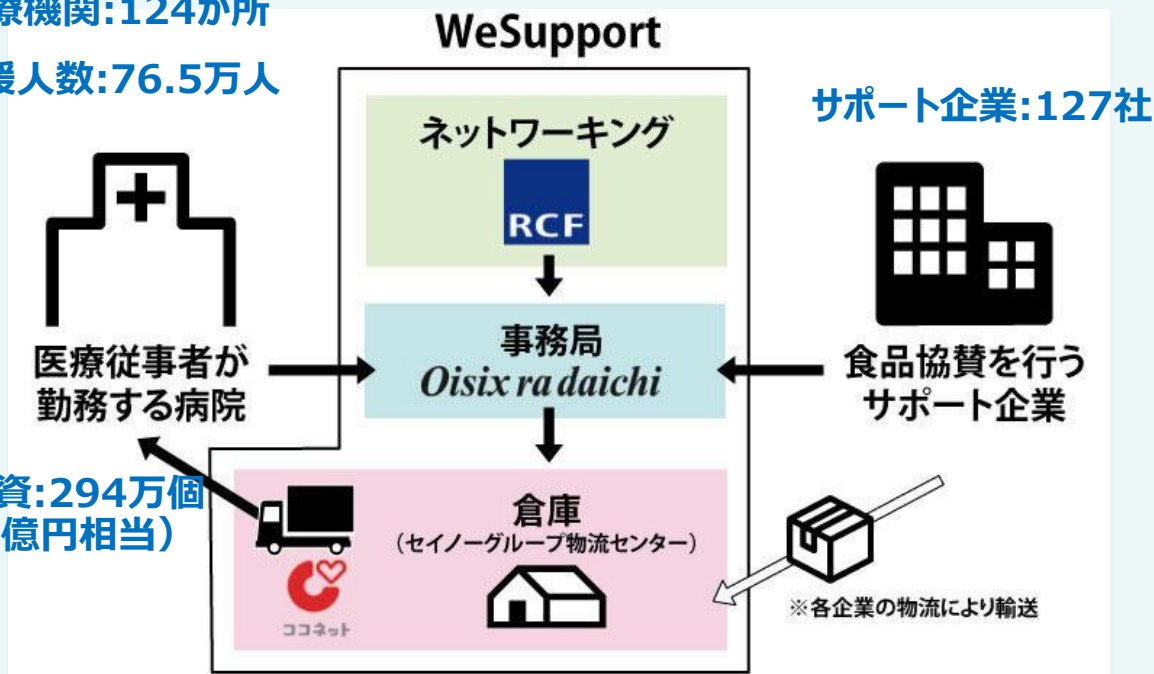 療機関:124か所
援人数:76.5万人
WeSupport
サポート企業:127社
ネットワーキング
RCF
事務局
Oisix ra daichi
医療従事者が
勤務する病院
食品協賛を行う
サポート企業
資:294万個
億円相当）
倉庫
（セイノーグループ物流センター）
ココネット
※各企業の物流により輸送